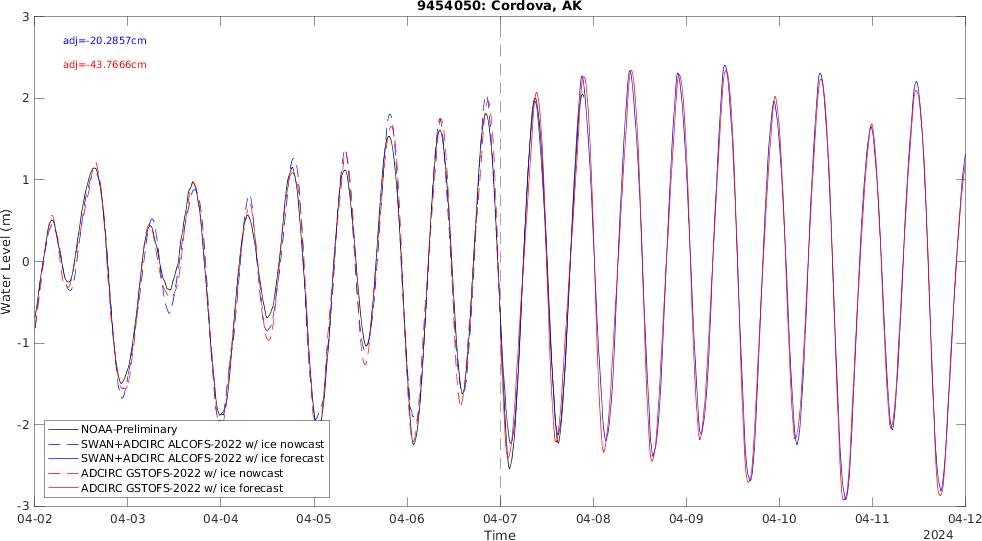 9454050: Cordova, AK
adj=-20.2857cm
adj=-43.7666cm
3
2
1
0
-1
-2
-3
Water Level (m)
NOAA-Preliminary
SWAN+ADCIRC ALCOFS-2022 w/ ice nowcast
SWAN+ADCIRC ALCOFS-2022 w/ ice forecast
ADCIRC GSTOFS-2022 w/ ice nowcast
ADCIRC GSTOFS-2022 w/ ice forecast
04-02 04-03 04-04 04-05 04-06 04-07 04-08 04-09 04-10 04-11 04-12
Time
2024